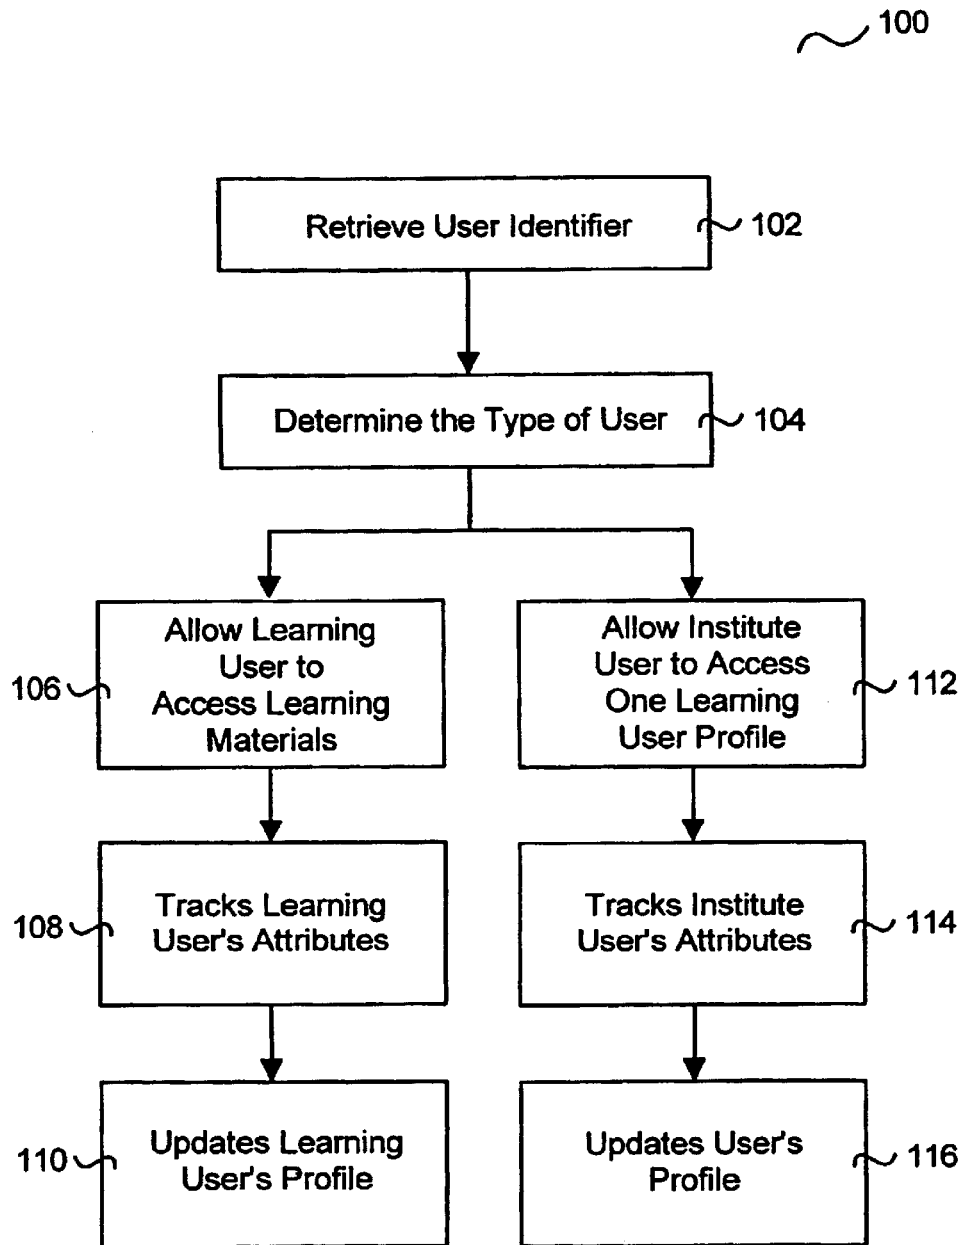 100
Retrieve User Identifier
102
Determine the Type of User
104
Allow Learning
User to
Access Learning
Materials
106
Allow Institute
User to Access
One Learning
User Profile
112
Tracks Learning
User's Attributes
108
Tracks Institute
User's Attributes
114
Updates Learning
User's Profile
110
Updates User's
Profile
116